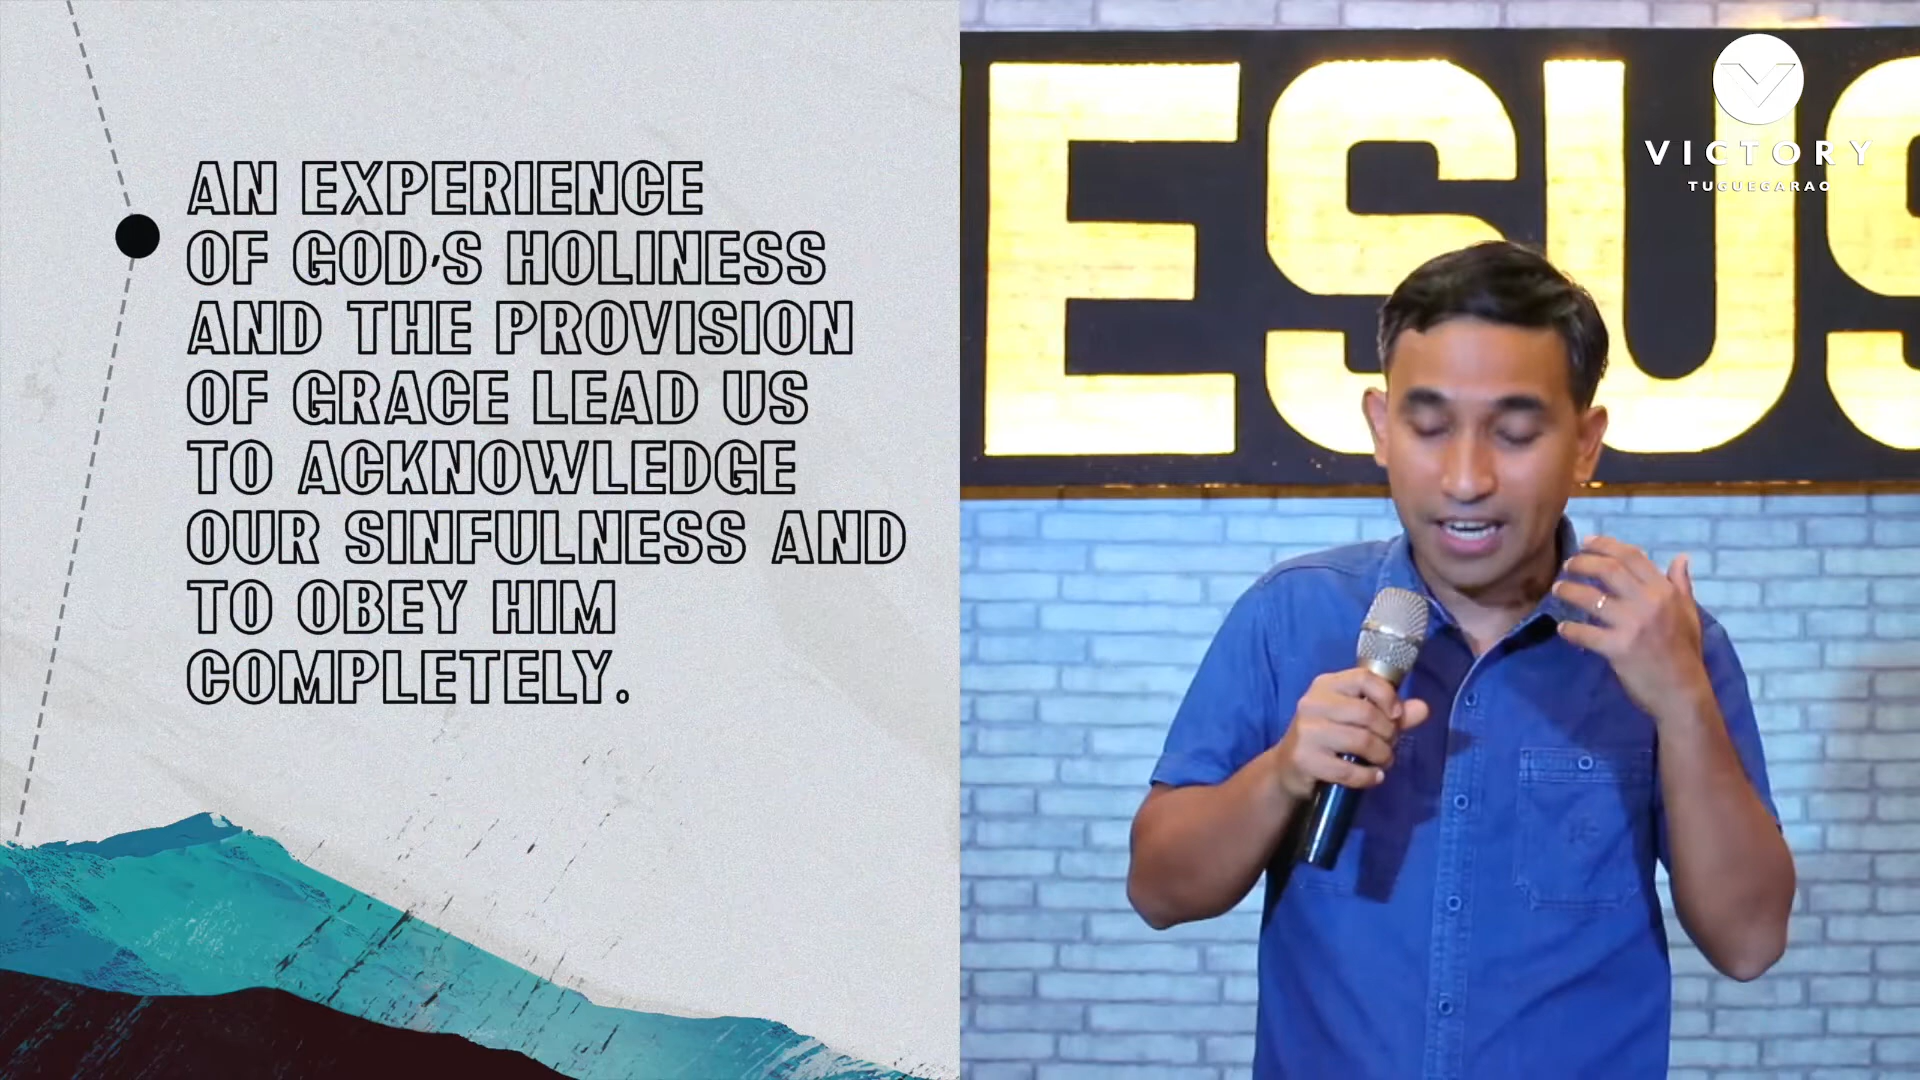 AN EXPERIENCE
OF GOD'S HOLINESS
AND THE PROVISION
OF GRACE LEAD US
TO ACKNOWLEDGE
OUR SINFULNESS AND
TO OBEY HIM
COMPLETELY.
ESUS
VICTORY
TUGUEGARAO